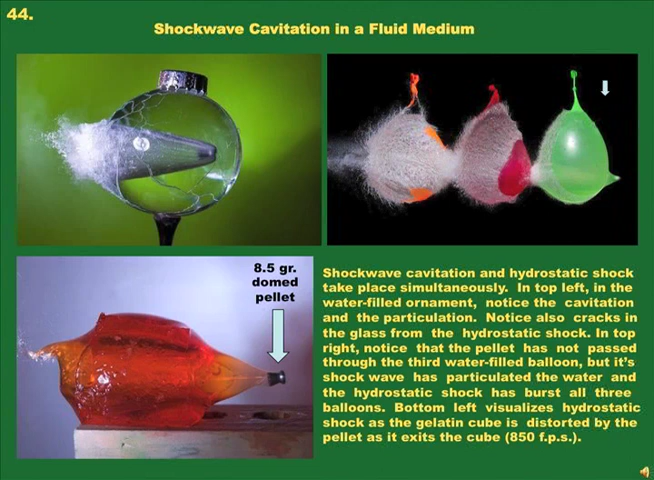 44.
Shockwave Cavitation in a Fluid Medium
8.5 gr.
domed
pellet
Shockwave cavitation and hydrostatic shock
take place simultaneously. In top left, in the
water-filled ornament, notice the cavitation
and the particulation. Notice also cracks in
the glass from the hydrostatic shock. In top
right, notice that the pellet has not passed
through the third water-filled balloon, but it's
shock wave has particulated the water and
the hydrostatic shock has burst all three
balloons. Bottom left visualizes hydrostatic
shock as the gelatin cube is distorted by the
pellet as it exits the cube (850 f.p.s.).